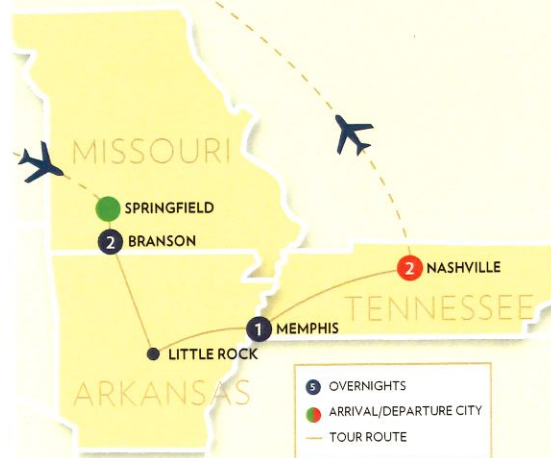 MISSOURI
SPRINGFIELD
2 BRANSON
2 NASHVILLE
TENNESSEE
1 MEMPHIS
LITTLE ROCK
ARKANSAS
5 OVERNIGHTS
ARRIVAL/DEPARTURE CITY
TOUR ROUTE